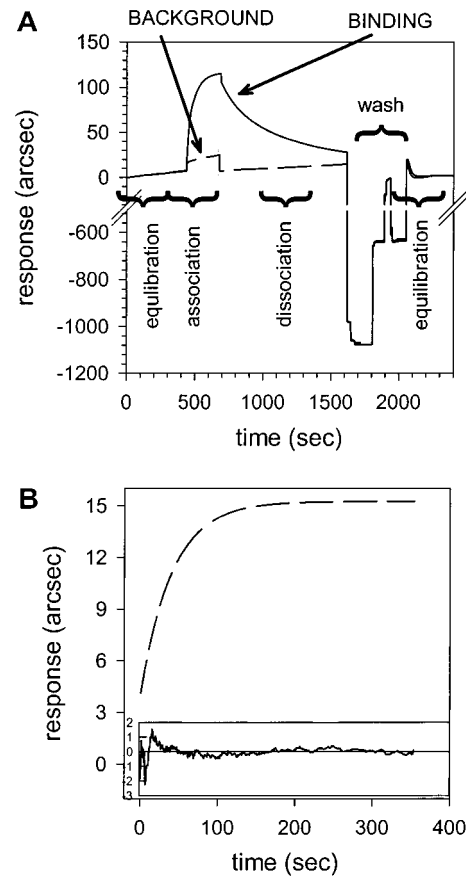 A
BACKGROUND
BINDING
150
100
50
0
-600
-800
-1000
-1200
response (arcsec)
wash
equlibration
association
dissociation
equilibration
0
500
1000
1500
2000
time (sec)
B
15
12
9
6
3
0
response (arcsec)
2
1
0
1
2
3
0
100
200
300
400
time (sec)